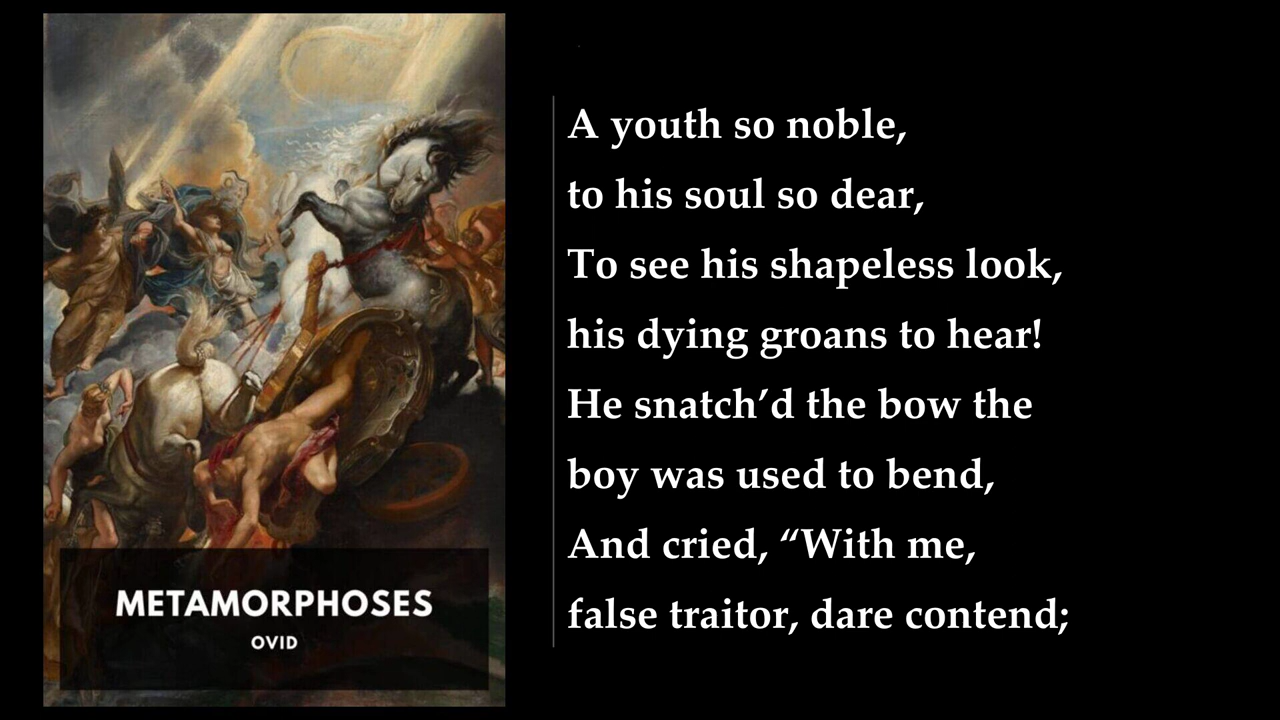 METAMORPHOSES
OVID
A youth so noble,
to his soul so dear,
To see his shapeless look,
his dying groans to hear!
He snatch’d the bow the
boy was used to bend,
And cried, “With me,
false traitor, dare contend;